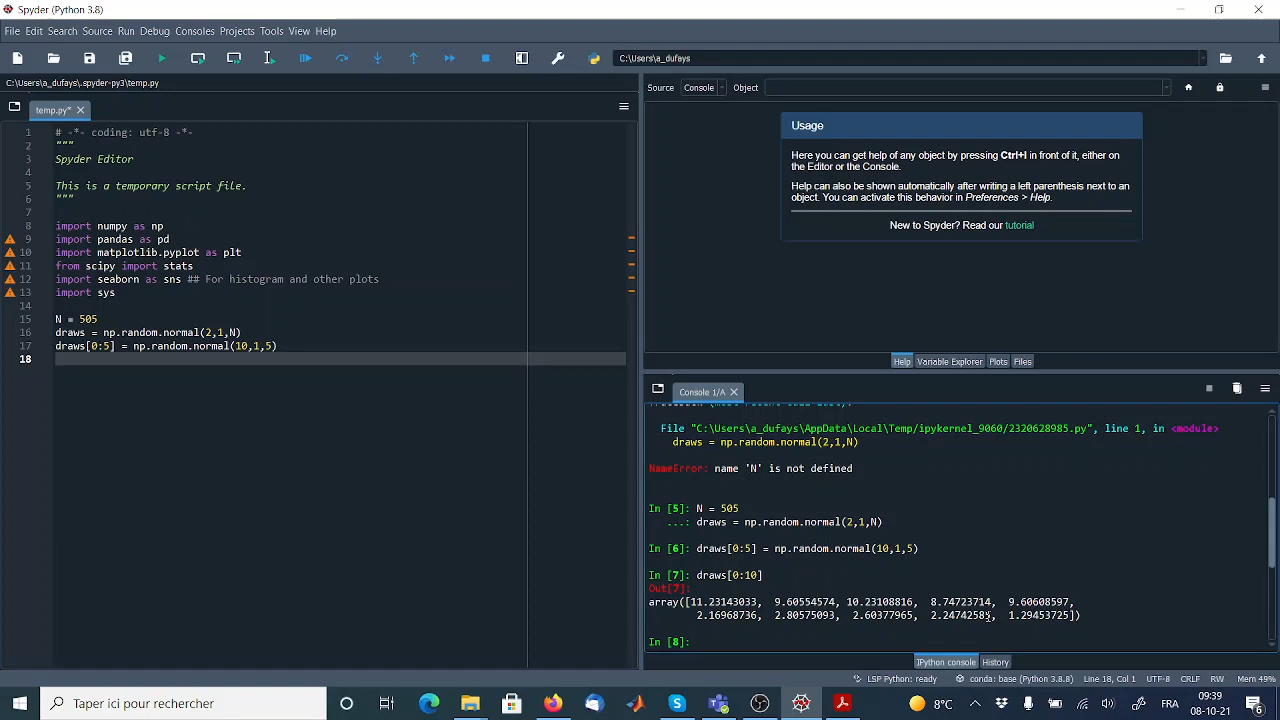 Spyder (Python 3.8)
File Edit Search Source Run Debug Consoles Projects Tools View Help
C:\Users\a_dufays
C:\Users\a_dufays\.spyder-py3\temp.py
temp.py*
1 # -*- coding: utf-8 -*-
2 """
3 Spyder Editor
4
5 This is a temporary script file.
6 """
7
8 import numpy as np
9 import pandas as pd
10 import matplotlib.pyplot as plt
11 from scipy import stats
12 import seaborn as sns ## For histogram and other plots
13 import sys
14
15 N = 505
16 draws = np.random.normal(2,1,N)
17 draws[0:5] = np.random.normal(10,1,5)
18
Source Console Object
Usage
Here you can get help of any object by pressing Ctrl+I in front of it, either on
the Editor or the Console.
Help can also be shown automatically after writing a left parenthesis next to an
object. You can activate this behavior in Preferences > Help.
New to Spyder? Read our tutorial
Help Variable Explorer Plots Files
Console 1/A
Traceback (most recent call last):
File "C:\Users\a_dufays\AppData\Local\Temp/ipykernel_9060/2320628985.py", line 1, in <module>
draws = np.random.normal(2,1,N)
NameError: name 'N' is not defined
In [5]: N = 505
...: draws = np.random.normal(2,1,N)
In [6]: draws[0:5] = np.random.normal(10,1,5)
In [7]: draws[0:10]
Out[7]:
array([11.23143033, 9.60554574, 10.23108816, 8.74723714, 9.60608597,
2.16968736, 2.80575093, 2.60377965, 2.24742585, 1.29453725])
In [8]:
IPython console History
LSP Python: ready conda: base (Python 3.8.8) Line 18, Col 1 UTF-8 CRLF RW Mem 49%
Taper ici pour rechercher
8°C
FR
09:39
08-10-21
6